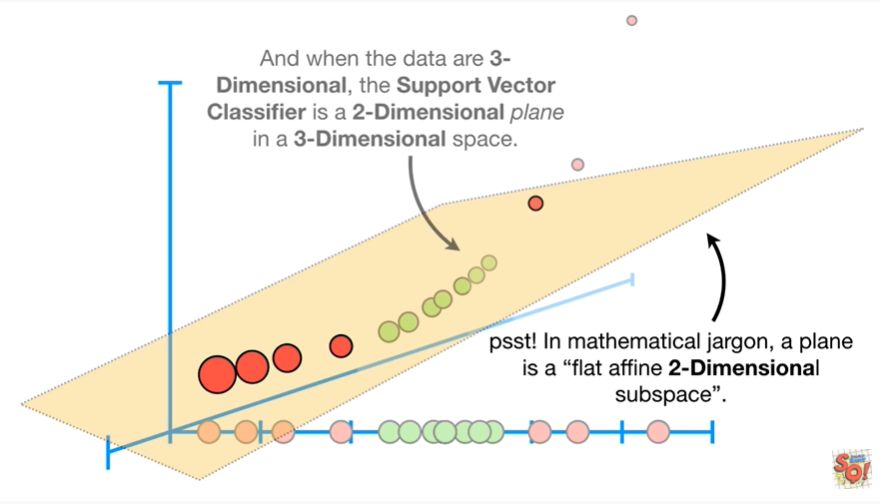 And when the data are 3-
Dimensional, the Support Vector
Classifier is a 2-Dimensional plane
in a 3-Dimensional space.
psst! In mathematical jargon, a plane
is a “flat affine 2-Dimensional
subspace”.
SQ!